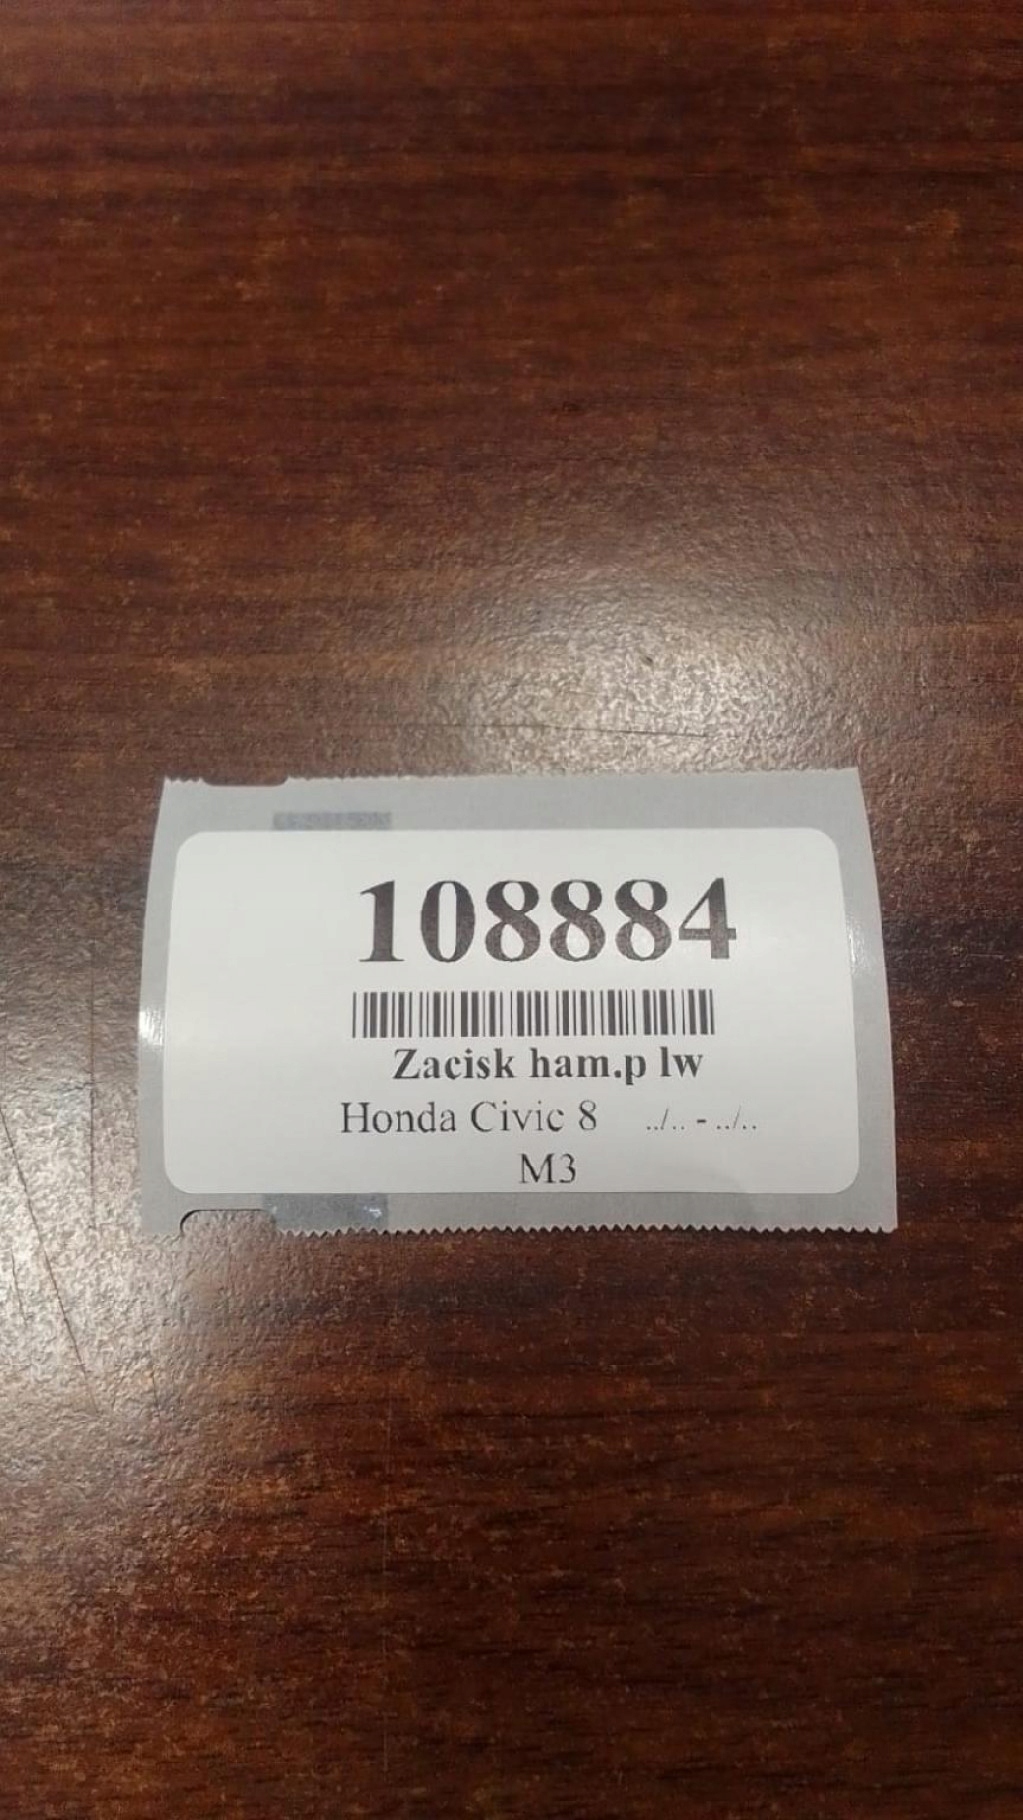 108884
Zacisk ham.p lw
Honda Civic 8 ../.. - ../..
M3